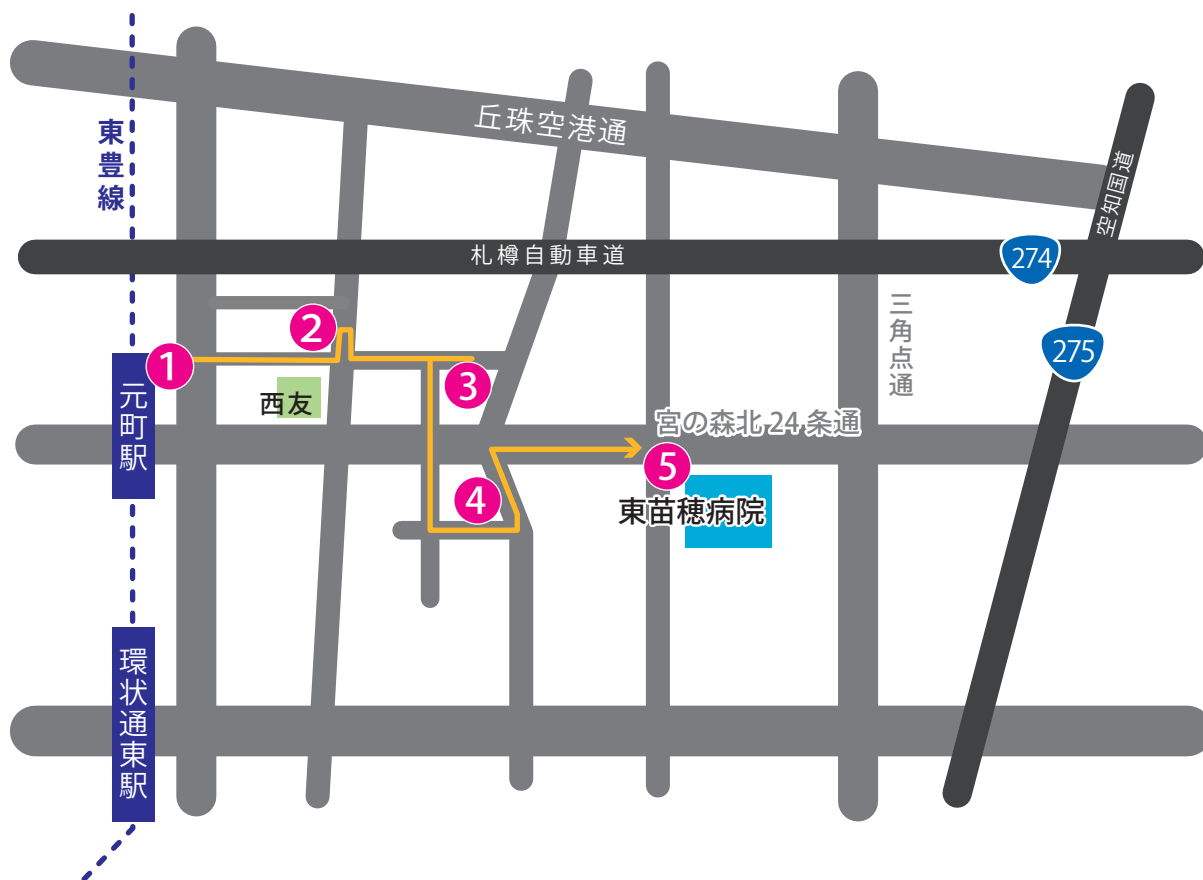 丘珠空港通
東豊線
空知国道
札樽自動車道
274
三角点通
2
275
1
3
元町駅
西友
宮の森北24条通
5
4
東苗穂病院
環状通東駅